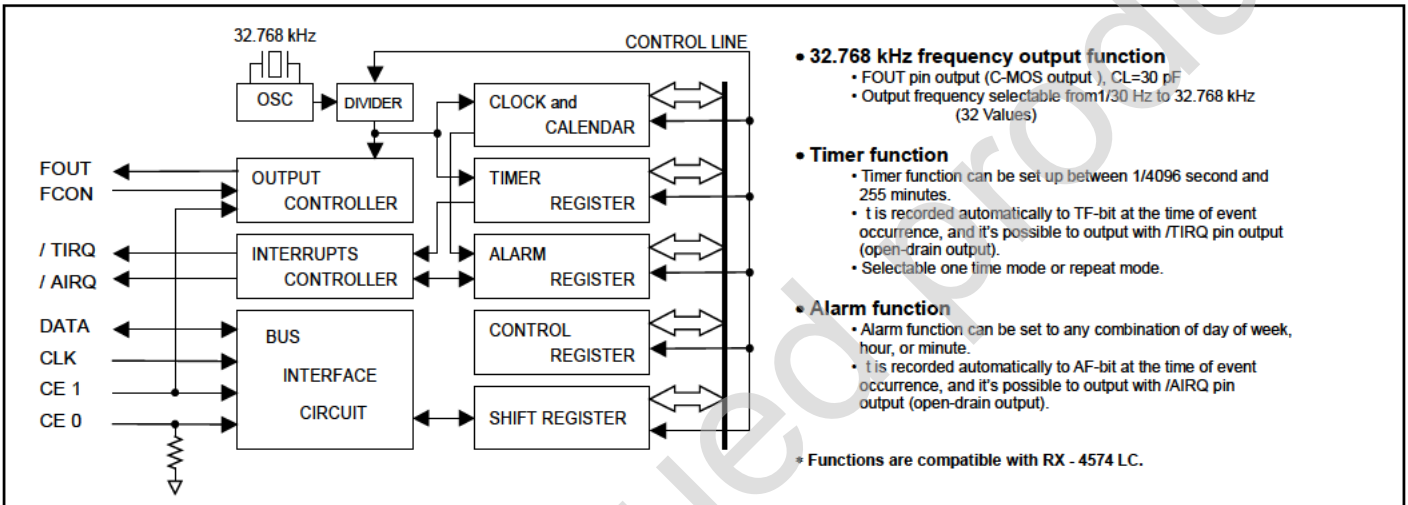 32.768 kHz
CONTROL LINE
OSC
DIVIDER
CLOCK and
CALENDAR
FOUT
FCON
OUTPUT
CONTROLLER
TIMER
REGISTER
/ TIRQ
/ AIRQ
INTERRUPTS
CONTROLLER
ALARM
REGISTER
DATA
CLK
CE 1
CE 0
BUS
INTERFACE
CIRCUIT
CONTROL
REGISTER
SHIFT REGISTER
• 32.768 kHz frequency output function
• FOUT pin output (C-MOS output ), CL=30 pF
• Output frequency selectable from1/30 Hz to 32.768 kHz
(32 Values)
• Timer function
• Timer function can be set up between 1/4096 second and
255 minutes.
• t is recorded automatically to TF-bit at the time of event
occurrence, and it's possible to output with /TIRQ pin output
(open-drain output).
• Selectable one time mode or repeat mode.
• Alarm function
• Alarm function can be set to any combination of day of week,
hour, or minute.
• t is recorded automatically to AF-bit at the time of event
occurrence, and it's possible to output with /AIRQ pin
output (open-drain output).
* Functions are compatible with RX - 4574 LC.
ued produ